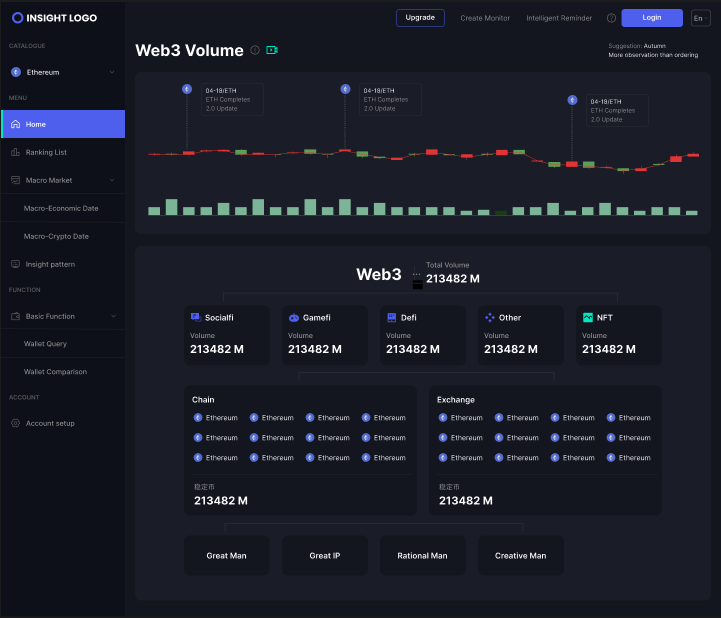 INSIGHT LOGO
Upgrade
Create Monitor
Intelligent Reminder
Login
En
CATALOGUE
Ethereum
MENU
Home
Ranking List
Macro Market
Macro-Economic Date
Macro-Crypto Date
Insight pattern
FUNCTION
Basic Function
Wallet Query
Wallet Comparison
ACCOUNT
Account setup
Web3 Volume
Suggestion: Autumn
More observation than ordering
04-18/ETH
ETH Completes
2.0 Update
04-18/ETH
ETH Completes
2.0 Update
04-18/ETH
ETH Completes
2.0 Update
Web3
Total Volume
213482 M
Socialfi
Volume
213482 M
Gamefi
Volume
213482 M
Defi
Volume
213482 M
Other
Volume
213482 M
NFT
Volume
213482 M
Chain
Ethereum Ethereum Ethereum Ethereum
Ethereum Ethereum Ethereum Ethereum
Ethereum Ethereum Ethereum Ethereum
稳定市
213482 M
Exchange
Ethereum Ethereum Ethereum Ethereum
Ethereum Ethereum Ethereum Ethereum
Ethereum Ethereum Ethereum Ethereum
稳定市
213482 M
Great Man
Great IP
Rational Man
Creative Man